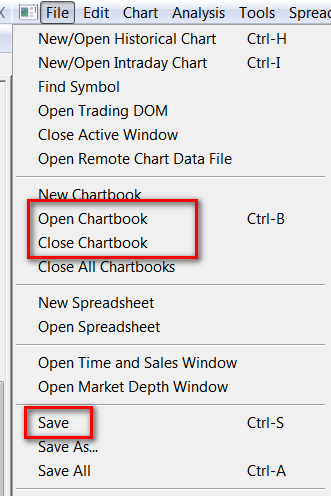 X File Edit Chart Analysis Tools Sprea
New/Open Historical Chart Ctrl-H
New/Open Intraday Chart Ctrl-I
Find Symbol
Open Trading DOM
Close Active Window
Open Remote Chart Data File
New Chartbook
Open Chartbook Ctrl-B
Close Chartbook
Close All Chartbooks
New Spreadsheet
Open Spreadsheet
Open Time and Sales Window
Open Market Depth Window
Save Ctrl-S
Save As...
Save All Ctrl-A